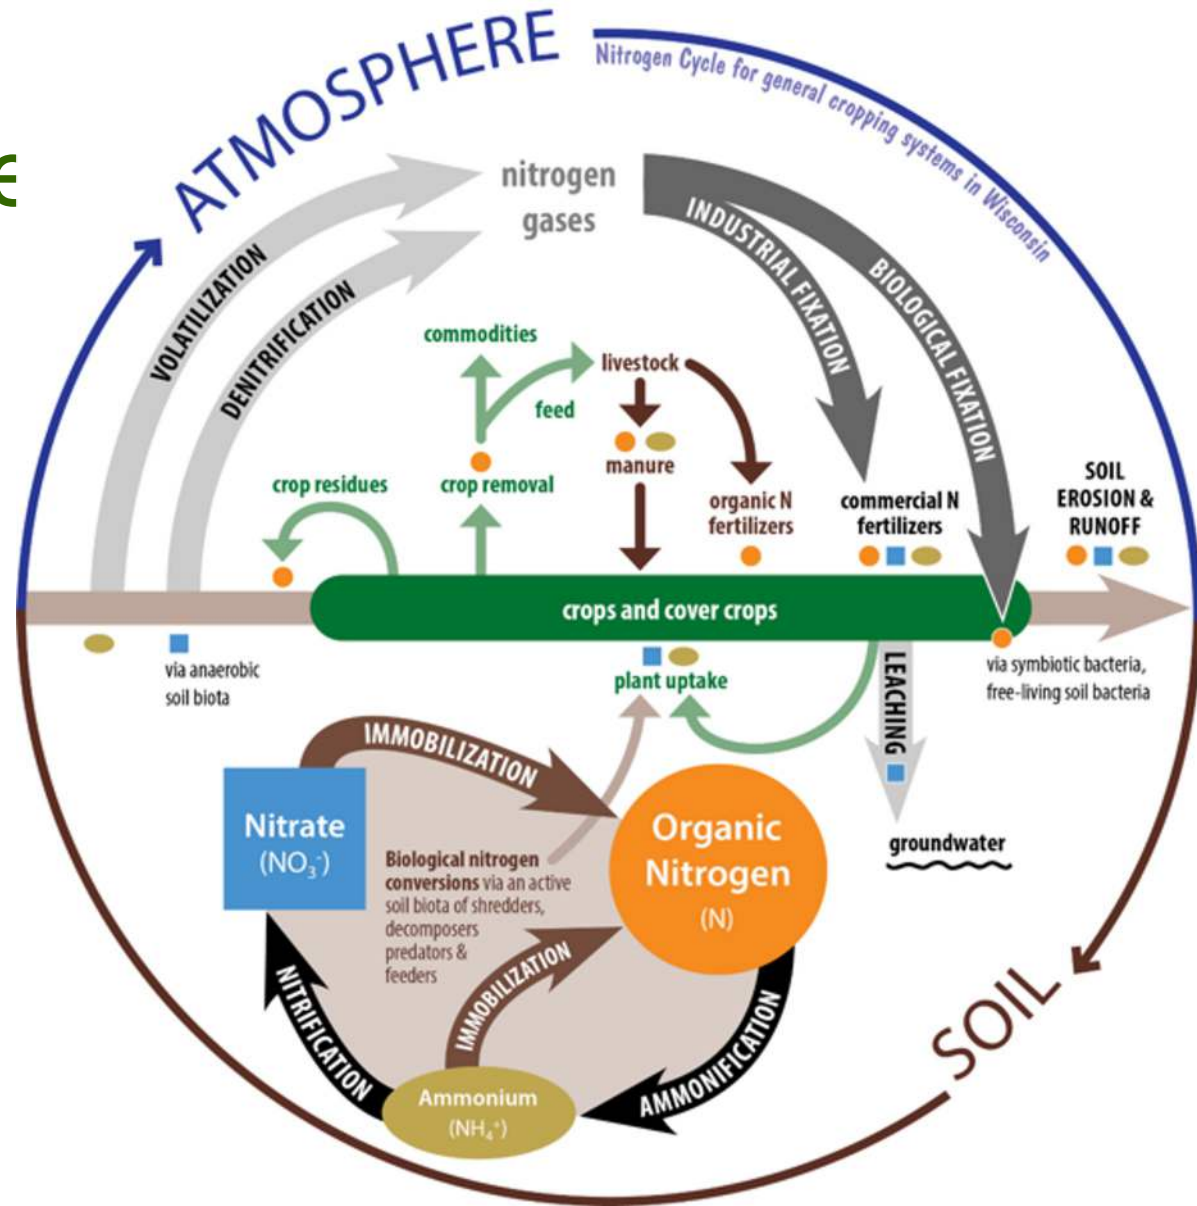 ATMOSPHERE
Nitrogen Cycle for general cropping systems in Wisconsin
nitrogen
gases
VOLATILIZATION
DENITRIFICATION
INDUSTRIAL FIXATION
BIOLOGICAL FIXATION
commodities
livestock
feed
manure
crop residues
crop removal
organic N
fertilizers
commercial N
fertilizers
SOIL
EROSION &
RUNOFF
crops and cover crops
via anaerobic
soil biota
plant uptake
LEACHING
via symbiotic bacteria,
free-living soil bacteria
groundwater
IMMOBILIZATION
Nitrate
(NO₃⁻)
Organic
Nitrogen
(N)
Biological nitrogen
conversions via an active
soil biota of shredders,
decomposers
predators &
feeders
IMMOBILIZATION
NITRIFICATION
AMMONIFICATION
Ammonium
(NH₄⁺)
SOIL